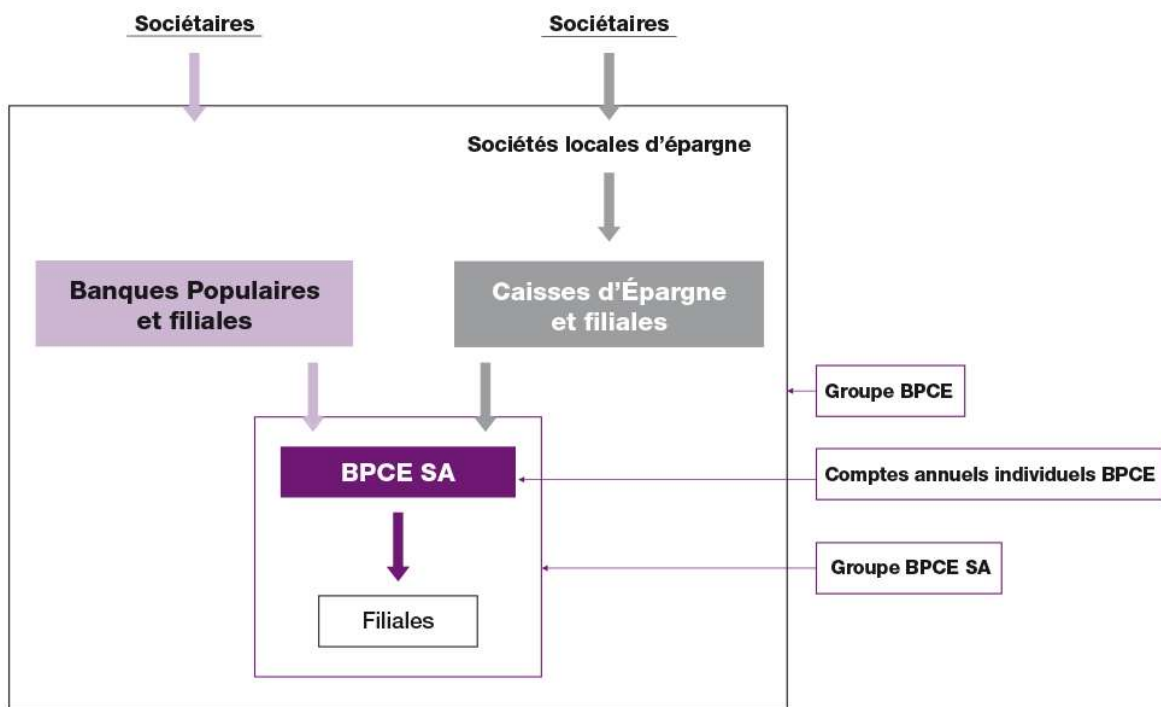 Sociétaires
Sociétaires
Sociétés locales d'épargne
Banques Populaires
et filiales
Caisses d'Épargne
et filiales
Groupe BPCE
BPCE SA
Comptes annuels individuels BPCE
Groupe BPCE SA
Filiales